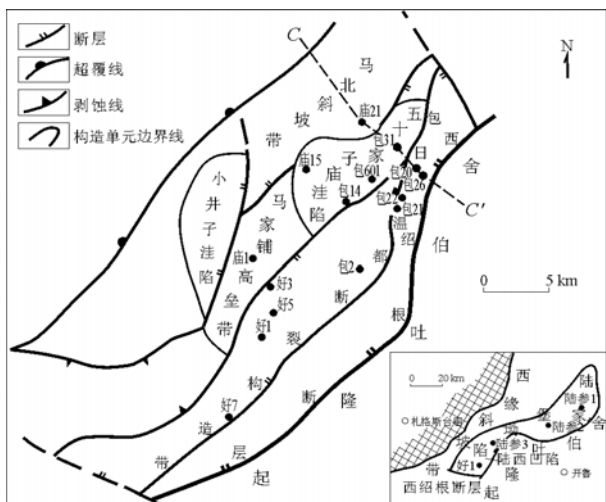 断层
超覆线
剥蚀线
构造单元边界线
C
N
马北斜坡带
庙21
五十家子庙洼陷
包31
包日温都断裂构造带
西绍根断层
舍伯吐隆起
庙15
包601
包20
包26
包14
包22
包21
C'
小井子洼陷
马家铺高垒带
庙1
包2
好3
好5
好1
好7
0 5 km
0 20 km
西缘斜坡带
陆家堡凹陷
陆参1
陆参2
陆参3
札格斯台
舍伯吐隆起
陆西凹陷
好1
开鲁
西绍根断层